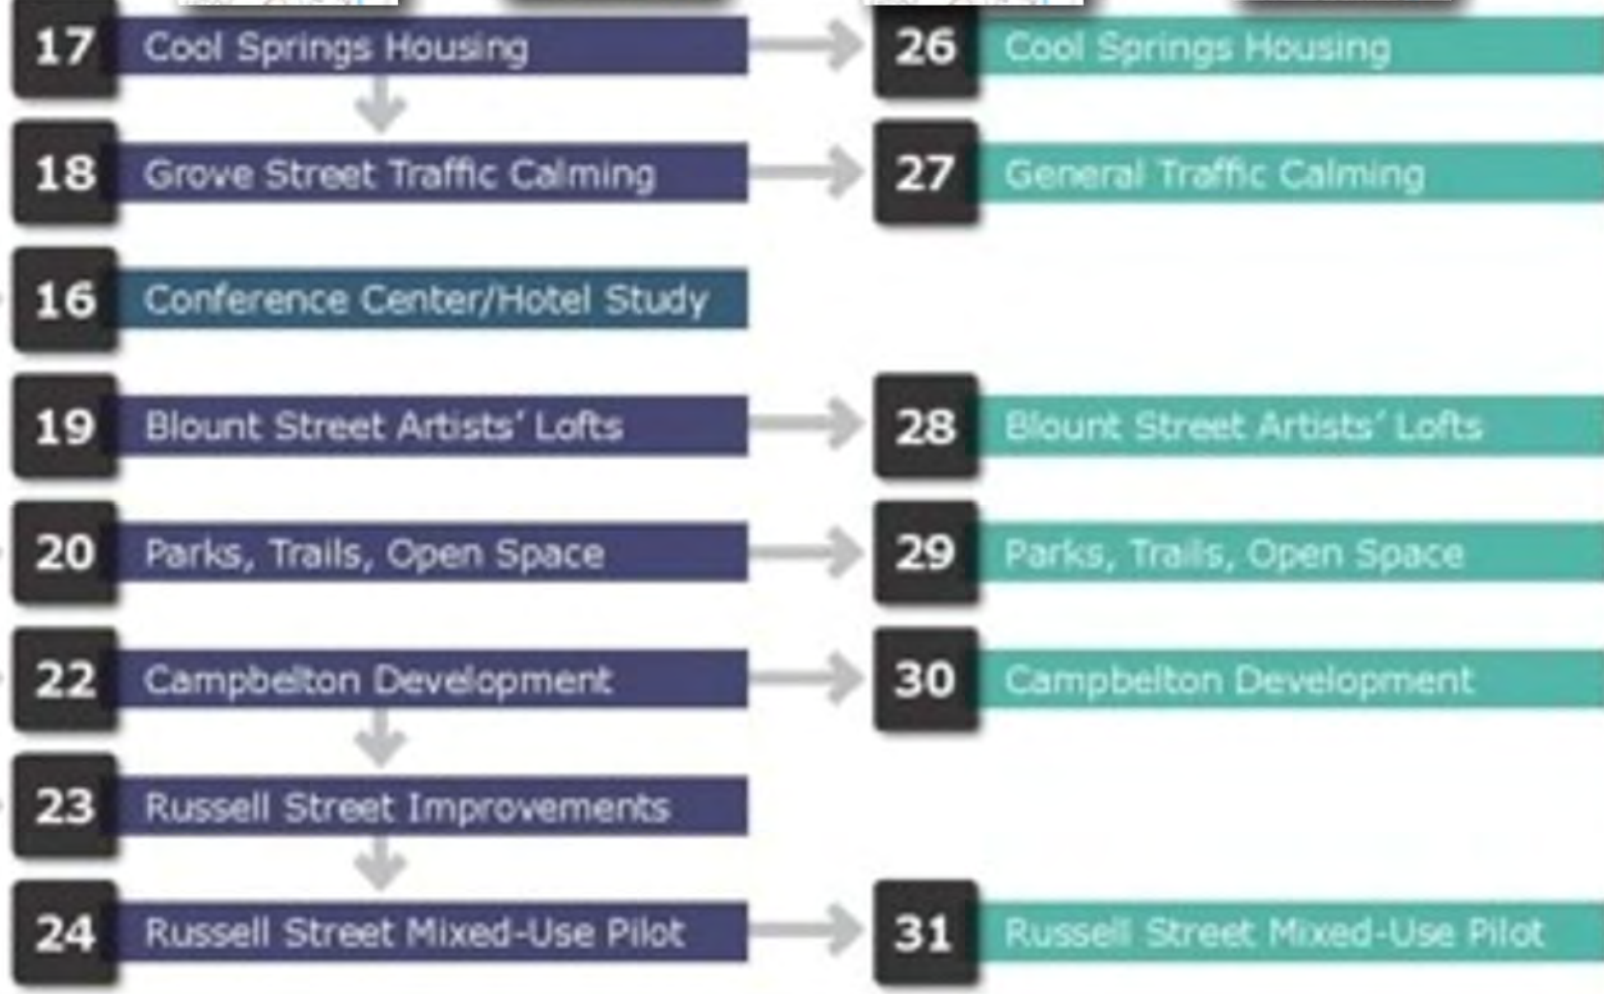 17 Cool Springs Housing
26 Cool Springs Housing
18 Grove Street Traffic Calming
27 General Traffic Calming
16 Conference Center/Hotel Study
19 Blount Street Artists’ Lofts
28 Blount Street Artists’ Lofts
20 Parks, Trails, Open Space
29 Parks, Trails, Open Space
22 Campbelton Development
30 Campbelton Development
23 Russell Street Improvements
24 Russell Street Mixed-Use Pilot
31 Russell Street Mixed-Use Pilot